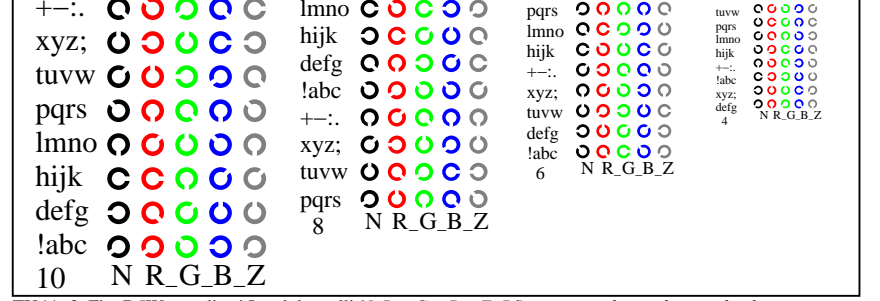 +−:.
xyz;
tuvw
pqrs
lmno
hijk
defg
!abc
10 N R_G_B_Z
lmno
hijk
defg
!abc
+−:.
xyz;
tuvw
pqrs
8 N R_G_B_Z
pqrs
lmno
hijk
+−:.
xyz;
tuvw
defg
!abc
6 N R_G_B_Z
tuvw
pqrs
lmno
hijk
+−:.
!abc
xyz;
defg
4 N R_G_B_Z